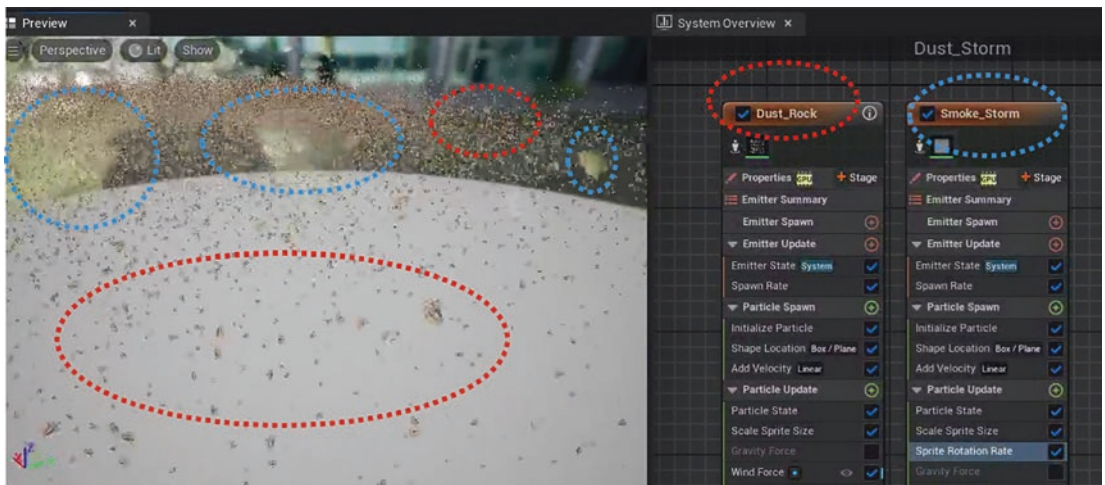 Preview ×
Perspective Lit Show
System Overview ×
Dust_Storm
Dust_Rock
Properties GPU + Stage
Emitter Summary
Emitter Spawn
Emitter Update
Emitter State System
Spawn Rate
Particle Spawn
Initialize Particle
Shape Location Box / Plane
Add Velocity Linear
Particle Update
Particle State
Scale Sprite Size
Gravity Force
Wind Force
Smoke_Storm
Properties GPU + Stage
Emitter Summary
Emitter Spawn
Emitter Update
Emitter State System
Spawn Rate
Particle Spawn
Initialize Particle
Shape Location Box / Plane
Add Velocity Linear
Particle Update
Particle State
Scale Sprite Size
Sprite Rotation Rate
Gravity Force